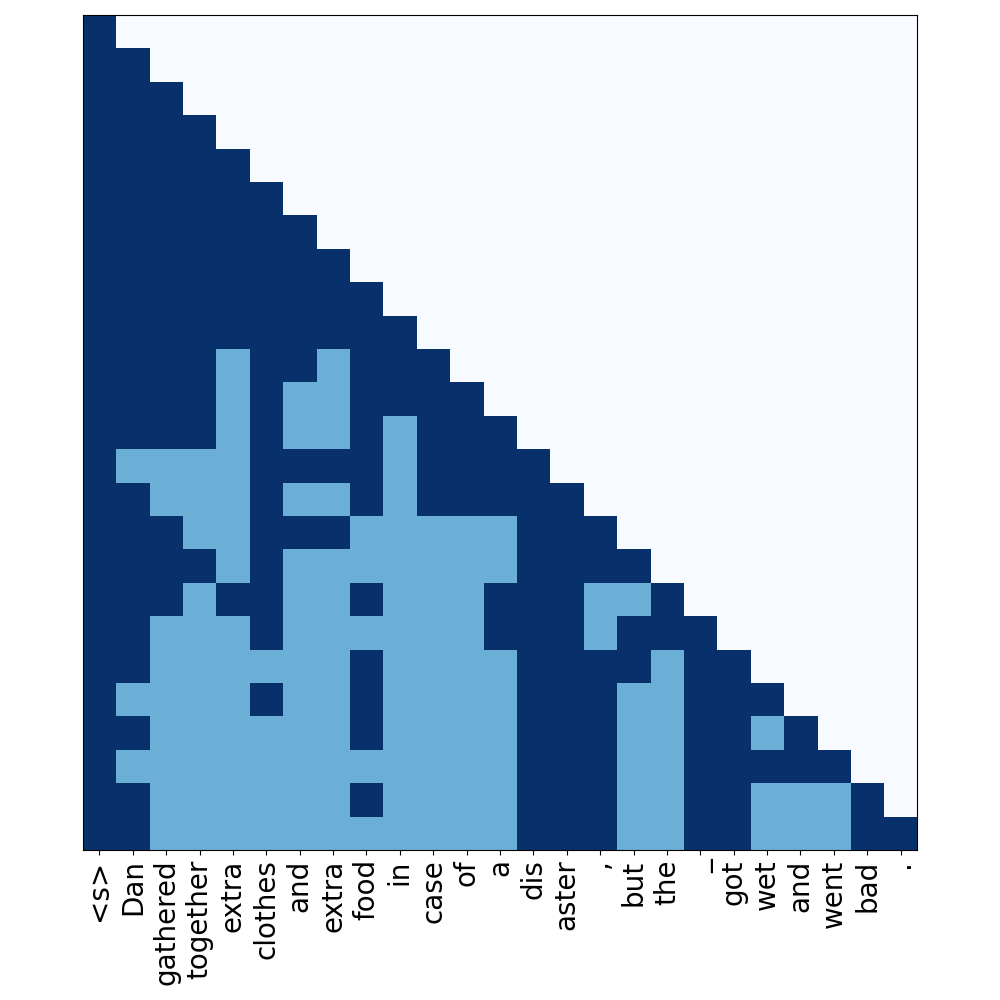 <s>
Dan
gathered
together
extra
clothes
and
extra
food
in
case
of
a
dis
aster
,
but
the
_
got
wet
and
went
bad
.